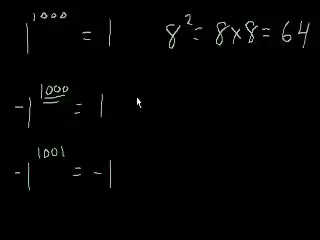 1^1000 = 1
8^2 = 8×8 = 64
-1^1000 = 1
-1^1001 = -1